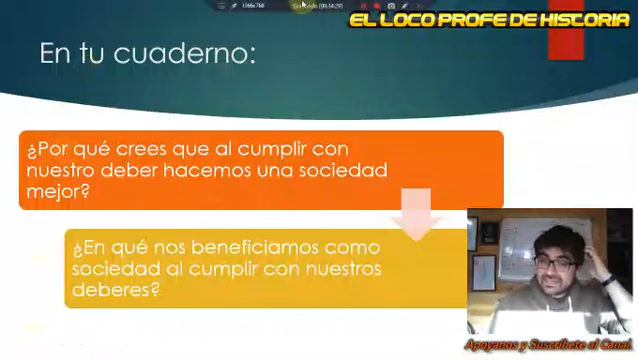 1366x768
EL LOCO PROFE DE HISTORIA
En tu cuaderno:
¿Por qué crees que al cumplir con
nuestro deber hacemos una sociedad
mejor?
¿En qué nos beneficiamos como
sociedad al cumplir con nuestros
deberes?
Apoyanos y Suscribete al Canal.